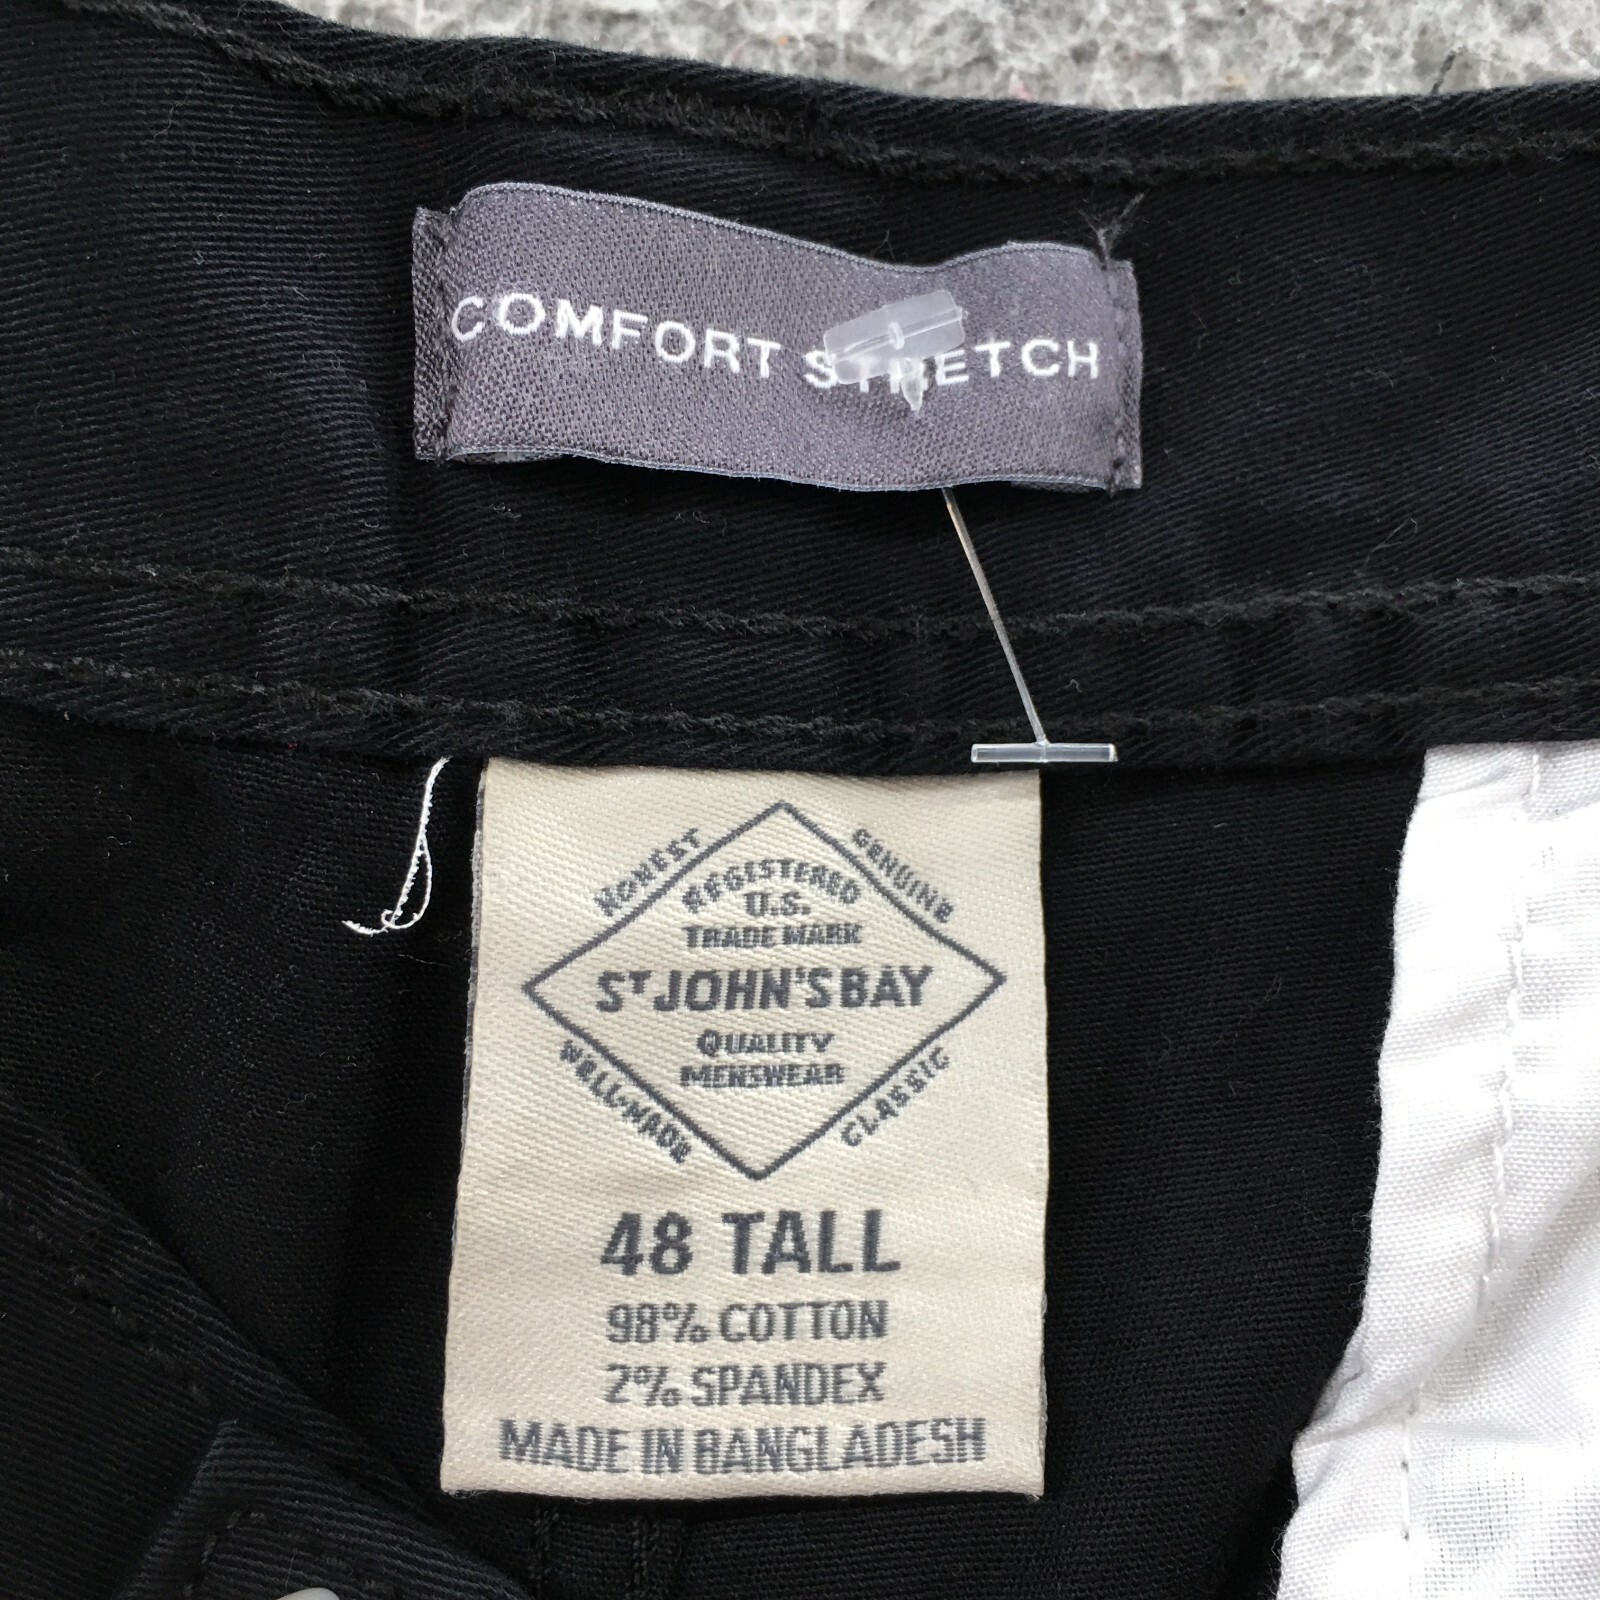 COMFORT STRETCH
HONEST
GENUINE
REGISTERED
U.S.
TRADE MARK
ST JOHN'S BAY
QUALITY
MENSWEAR
WELL-MADE
CLASSIC
48 TALL
98% COTTON
2% SPANDEX
MADE IN BANGLADESH